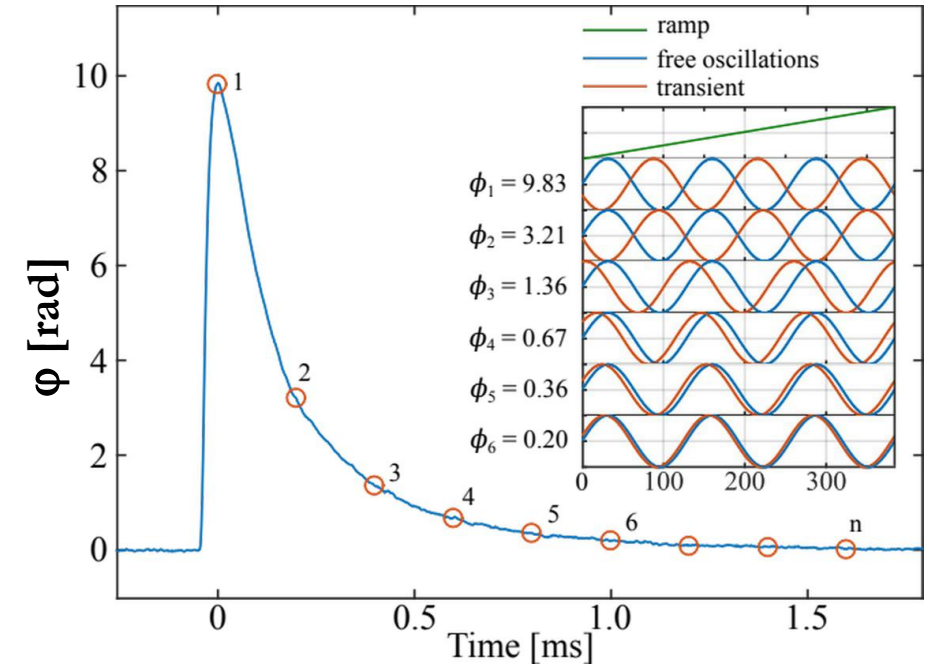 ramp
free oscillations
transient
10
8
6
4
2
0
φ [rad]
1
2
3
4
5
6
n
ϕ1 = 9.83
ϕ2 = 3.21
ϕ3 = 1.36
ϕ4 = 0.67
ϕ5 = 0.36
ϕ6 = 0.20
0 100 200 300
0 0.5 1.0 1.5
Time [ms]